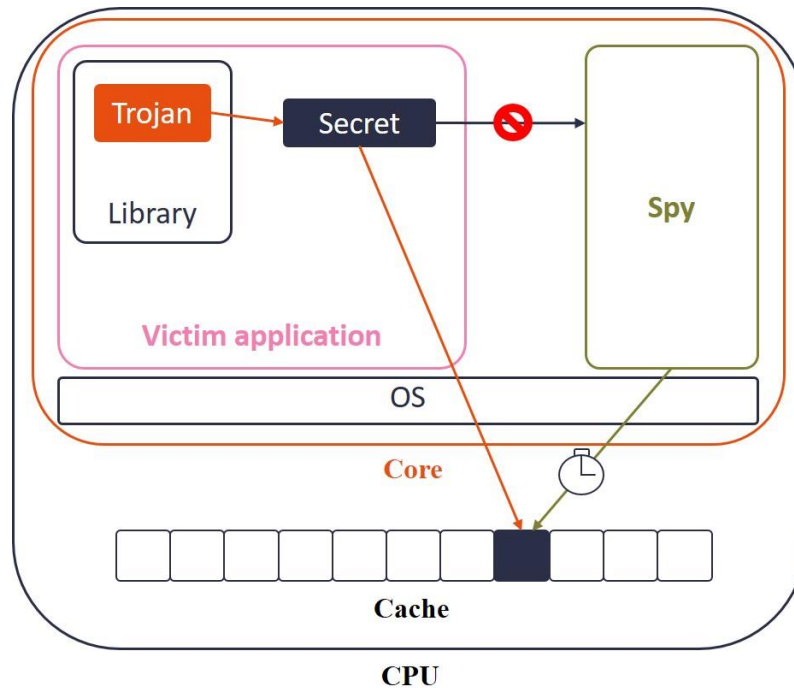 Trojan
Secret
Library
Spy
Victim application
OS
Core
Cache
CPU